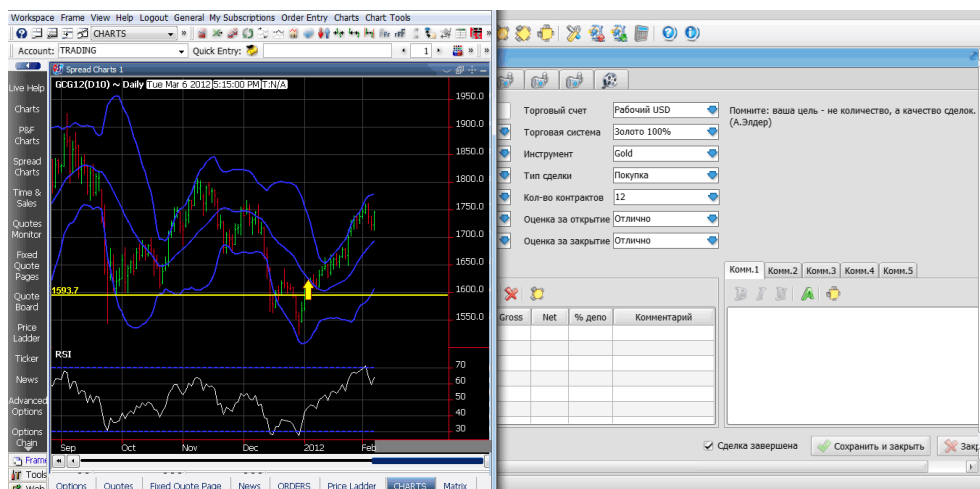 Workspace Frame View Help Logout General My Subscriptions Order Entry Charts Chart Tools
CHARTS
Account: TRADING Quick Entry: 1
Spread Charts 1
GCG12(D10) ~ Daily Tue Mar 6 2012 5:15:00 PM T:N/A
Live Help
Charts
P&F
Charts
Spread
Charts
Time &
Sales
Quotes
Monitor
Fixed
Quote
Pages
Quote
Board
Price
Ladder
Ticker
News
Advanced
Options
Options
Chain
Frame
Tools
Web
1950.0
1900.0
1850.0
1800.0
1750.0
1700.0
1650.0
1600.0
1550.0
1593.7
RSI
70
60
50
40
30
Sep Oct Nov Dec 2012 Feb
Options Quotes Fixed Quote Page News ORDERS Price Ladder CHARTS Matrix
Торговый счет Рабочий USD
Торговая система Золото 100%
Инструмент Gold
Тип сделки Покупка
Кол-во контрактов 12
Оценка за открытие Отлично
Оценка за закрытие Отлично
Помните: ваша цель - не количество, а качество сделок.
(А.Элдер)
Комм.1 Комм.2 Комм.3 Комм.4 Комм.5
Gross Net % депо Комментарий
Сделка завершена Сохранить и закрыть Закр